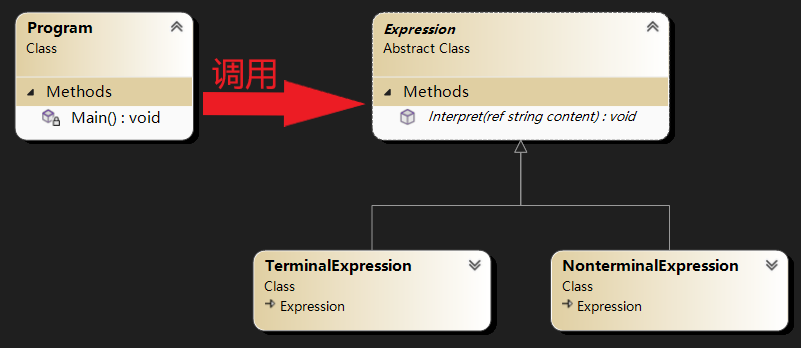 Program
Class
Methods
Main() : void
调用
Expression
Abstract Class
Methods
Interpret(ref string content) : void
TerminalExpression
Class
Expression
NonterminalExpression
Class
Expression